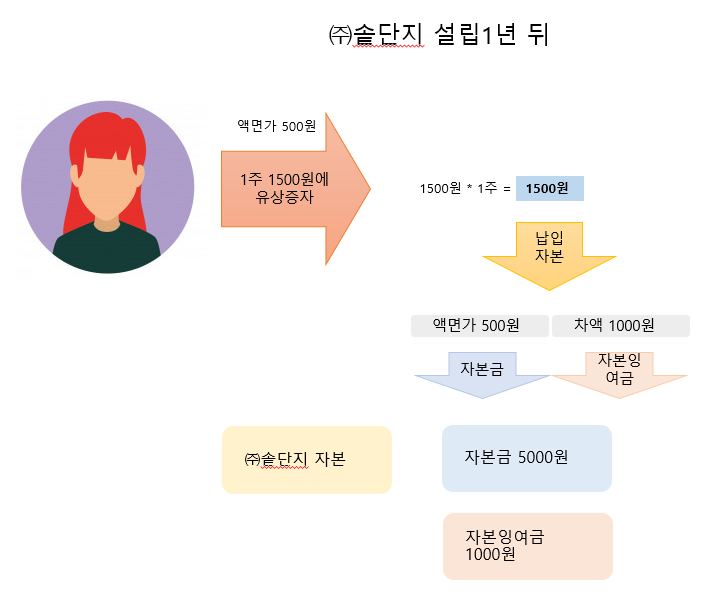 ㈜솥단지 설립1년 뒤
액면가 500원
1주 1500원에
유상증자
1500원 * 1주 = 1500원
납입
자본
액면가 500원
차액 1000원
자본금
자본잉
여금
㈜솥단지 자본
자본금 5000원
자본잉여금
1000원